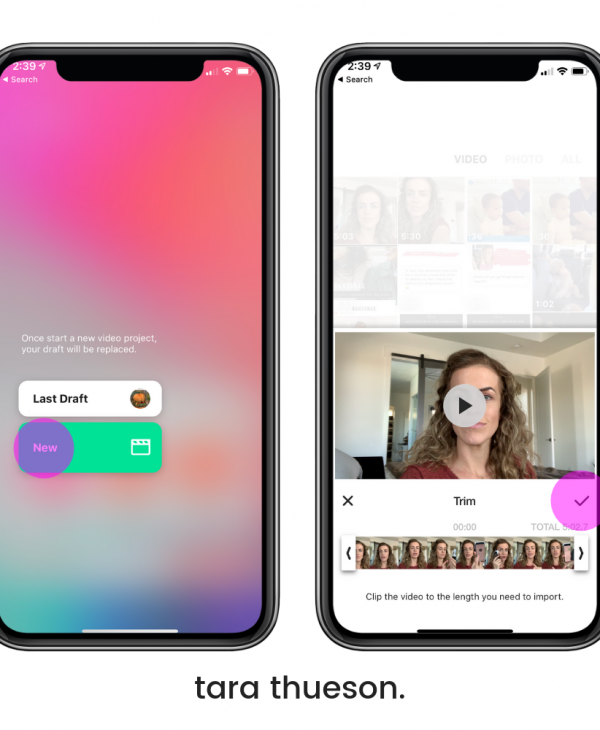 2:39
Search
Once start a new video project,
your draft will be replaced.
Last Draft
New
2:39
Search
VIDEO PHOTO ALL
5:30
1:02
Trim
00:00 TOTAL 5:02.7
Clip the video to the length you need to import.
tara thueson.